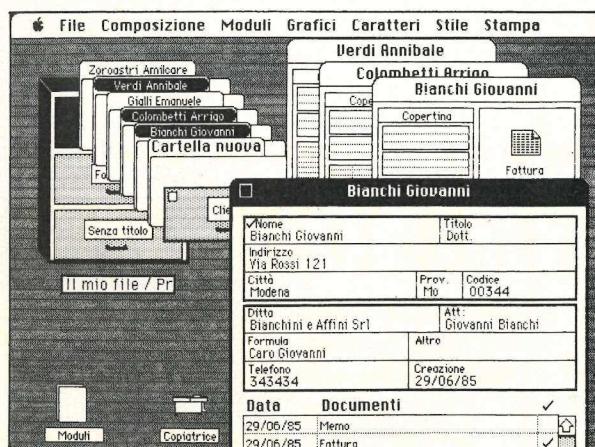 File Composizione Moduli Grafici Caratteri Stile Stampa
Zoroastri Amilcare
Verdi Annibale
Gialli Emanuele
Colombetti Arrigo
Bianchi Giovanni
Cartella nuova
Fo
Clie
Senza titolo
Il mio file / Pr
Moduli
Copiatrice
Verdi Annibale
Colombetti Arrigo
Cope
Bianchi Giovanni
Copertina
Fattura
Bianchi Giovanni
Nome
Bianchi Giovanni
Titolo
Dott.
Indirizzo
Via Rossi 121
Città
Modena
Prov.
Mo
Codice
00344
Ditta
Bianchini e Affini Srl
Att:
Giovanni Bianchi
Formula
Caro Giovanni
Altro
Telefono
343434
Creazione
29/06/85
Data Documenti
29/06/85 Memo
29/06/85 Fattura